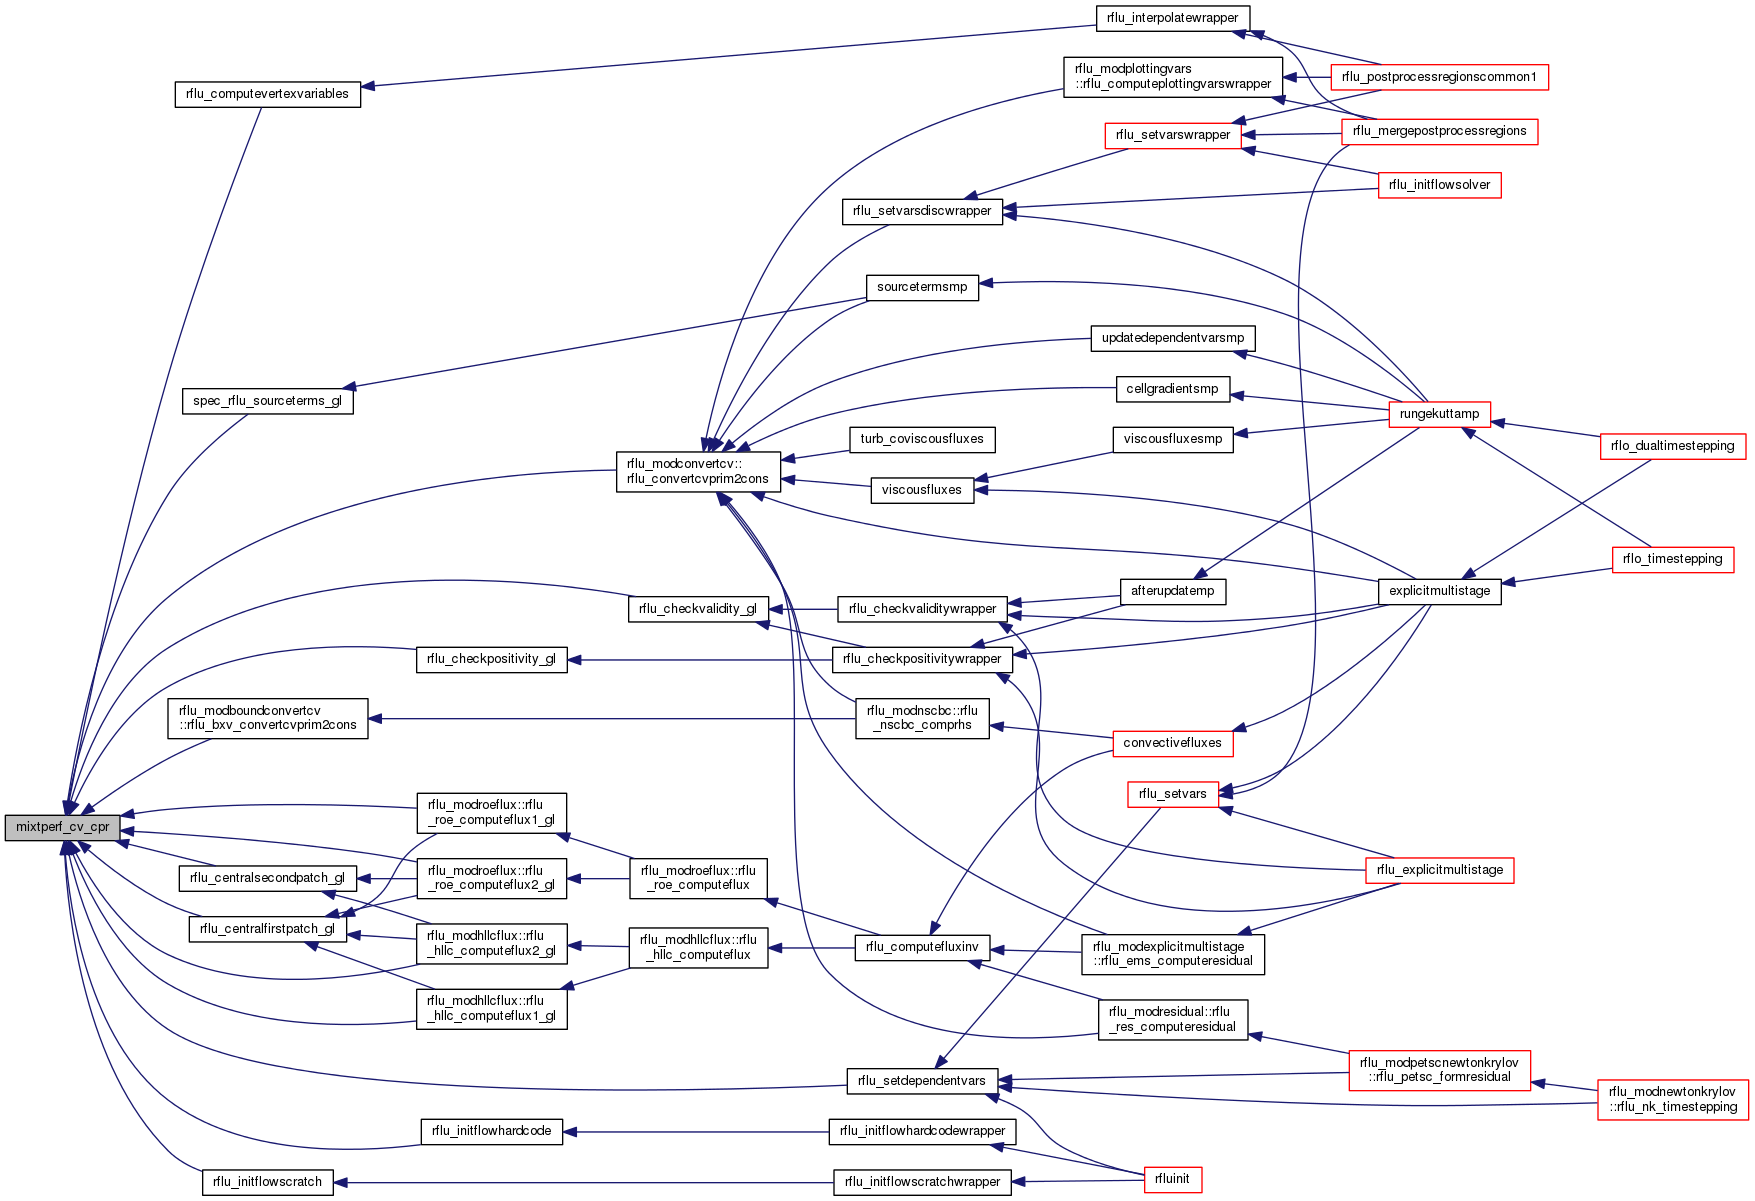 rflu_interpolatewrapper
rflu_modplottingvars
::rflu_computeplottingvarswrapper
rflu_postprocessregionscommon1
rflu_computevertexvariables
rflu_setvarswrapper
rflu_mergepostprocessregions
rflu_initflowsolver
rflu_setvarsdiscwrapper
sourcetermsmp
updatedependentvarsmp
cellgradientsmp
spec_rflu_sourceterms_gl
rungekuttamp
turb_coviscousfluxes
viscousfluxesmp
rflo_dualtimestepping
rflu_modconvertcv::
rflu_convertcvprim2cons
viscousfluxes
rflo_timestepping
afterupdatemp
explicitmultistage
rflu_checkvalidity_gl
rflu_checkvaliditywrapper
rflu_checkpositivity_gl
rflu_checkpositivitywrapper
rflu_modboundconvertcv
::rflu_bxv_convertcvprim2cons
rflu_modnscbc::rflu
_nscbc_comprhs
convectivefluxes
rflu_setvars
mixtperf_cv_cpr
rflu_modroeflux::rflu
_roe_computeflux1_gl
rflu_centralsecondpatch_gl
rflu_modroeflux::rflu
_roe_computeflux2_gl
rflu_modroeflux::rflu
_roe_computeflux
rflu_explicitmultistage
rflu_centralfirstpatch_gl
rflu_modhllcflux::rflu
_hllc_computeflux2_gl
rflu_modhllcflux::rflu
_hllc_computeflux
rflu_computefluxinv
rflu_modexplicitmultistage
::rflu_ems_computeresidual
rflu_modhllcflux::rflu
_hllc_computeflux1_gl
rflu_modresidual::rflu
_res_computeresidual
rflu_setdependentvars
rflu_modpetscnewtonkrylov
::rflu_petsc_formresidual
rflu_modnewtonkrylov
::rflu_nk_timestepping
rflu_initflowhardcode
rflu_initflowhardcodewrapper
rflu_initflowscratch
rflu_initflowscratchwrapper
rfluinit